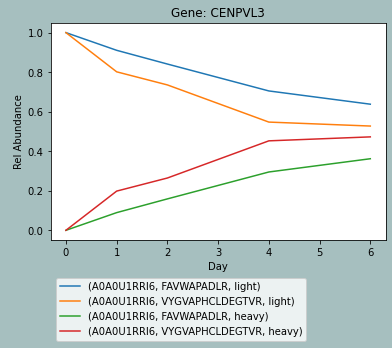 Gene: CENPVL3
1.0
0.8
0.6
0.4
0.2
0.0
Rel Abundance
0 1 2 3 4 5 6
Day
(A0A0U1RRI6, FAVWAPADLR, light)
(A0A0U1RRI6, VYGVAPHCLDEGTVR, light)
(A0A0U1RRI6, FAVWAPADLR, heavy)
(A0A0U1RRI6, VYGVAPHCLDEGTVR, heavy)